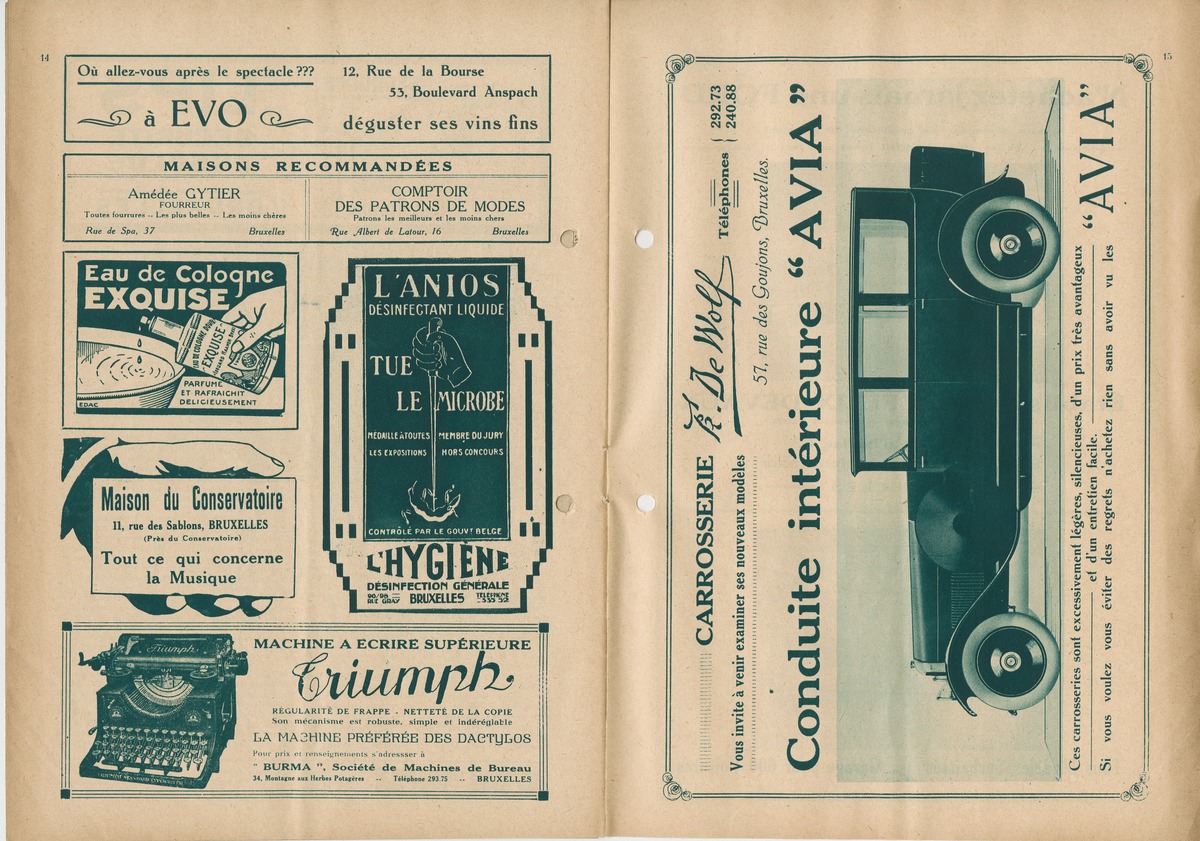 14
Où allez-vous après le spectacle ???
à EVO
12, Rue de la Bourse
53, Boulevard Anspach
déguster ses vins fins
MAISONS RECOMMANDÉES
Amédée GYTIER
FOURREUR
Toutes fourrures -- Les plus belles -- Les moins chères
Rue de Spa, 37 Bruxelles
COMPTOIR
DES PATRONS DE MODES
Patrons les meilleurs et les moins chers
Rue Albert de Latour, 16 Bruxelles
Eau de Cologne
EXQUISE
EAU DE COLOGNE DOUBLE
"EXQUISE"
PARFUME
ET RAFRAICHIT
DELICIEUSEMENT
EDAC
L'ANIOS
DÉSINFECTANT LIQUIDE
TUE
LE MICROBE
MÉDAILLE À TOUTES
LES EXPOSITIONS
MEMBRE DU JURY
HORS CONCOURS
CONTRÔLÉ PAR LE GOUVT BELGE
L'HYGIÈNE
DÉSINFECTION GÉNÉRALE
RUE GRAY BRUXELLES TÉLÉPHONE
Maison du Conservatoire
11, rue des Sablons, BRUXELLES
(Près du Conservatoire)
Tout ce qui concerne
la Musique
Triumph
MACHINE A ECRIRE SUPÉRIEURE
Triumph
RÉGULARITÉ DE FRAPPE - NETTETÉ DE LA COPIE
Son mécanisme est robuste, simple et indéréglable
LA MACHINE PRÉFÉRÉE DES DACTYLOS
Pour prix et renseignements s'adressser à
" BURMA ", Société de Machines de Bureau
34, Montagne aux Herbes Potagères -- Téléphone 293.75 -- BRUXELLES
15
CARROSSERIE K. De Wolf Téléphones { 292.73
240.88
Vous invite à venir examiner ses nouveaux modèles
57, rue des Goujons, Bruxelles.
Conduite intérieure “ AVIA ”
Ces carrosseries sont excessivement légères, silencieuses, d'un prix très avantageux
et d'un entretien facile.
Si vous voulez vous éviter des regrets n'achetez rien sans avoir vu les “AVIA”